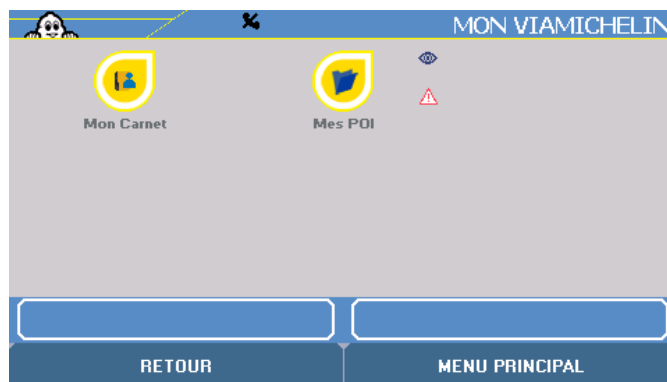 MON VIAMICHELIN
Mon Carnet
Mes POI
RETOUR
MENU PRINCIPAL